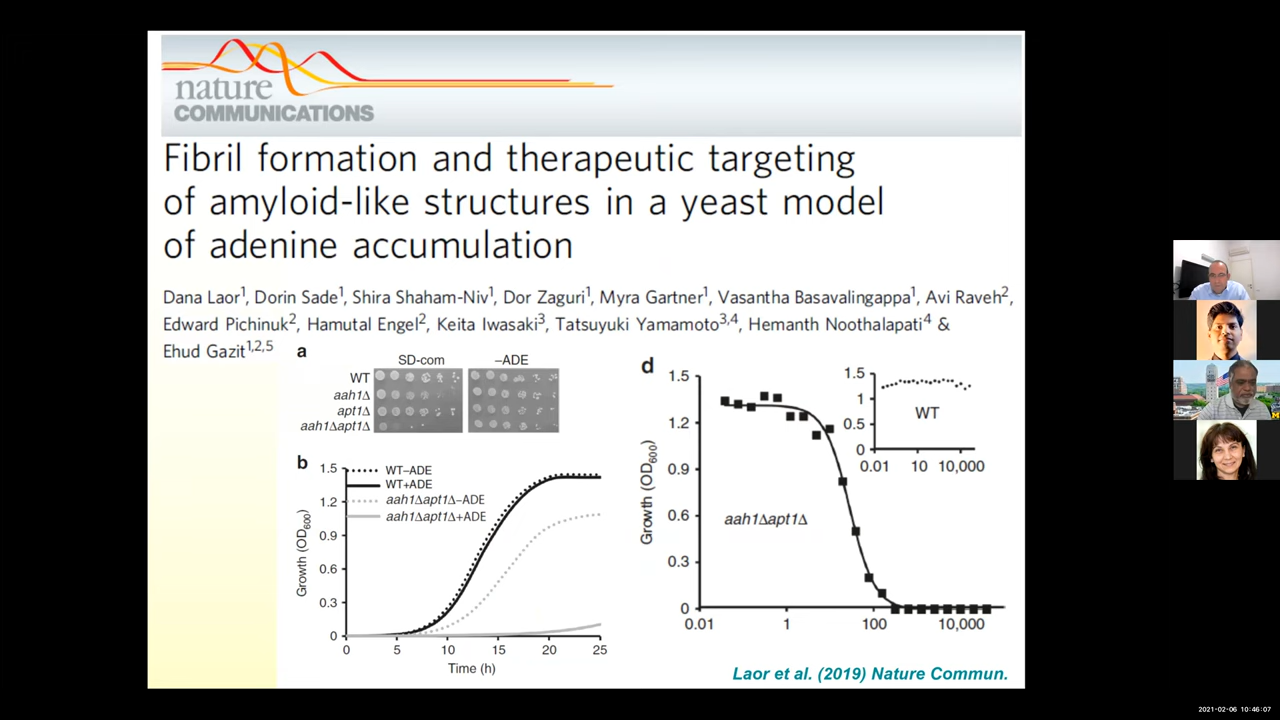 nature
COMMUNICATIONS
Fibril formation and therapeutic targeting
of amyloid-like structures in a yeast model
of adenine accumulation
Dana Laor1, Dorin Sade1, Shira Shaham-Niv1, Dor Zaguri1, Myra Gartner1, Vasantha Basavalingappa1, Avi Raveh2,
Edward Pichinuk2, Hamutal Engel2, Keita Iwasaki3, Tatsuyuki Yamamoto3,4, Hemanth Noothalapati4 &
Ehud Gazit1,2,5
a
SD-com
–ADE
WT
aah1Δ
apt1Δ
aah1Δapt1Δ
b
WT–ADE
WT+ADE
aah1Δapt1Δ–ADE
aah1Δapt1Δ+ADE
1.5
1.2
0.9
0.6
0.3
0
Growth (OD600)
0 5 10 15 20 25
Time (h)
d
1.5
1.2
0.9
0.6
0.3
0
Growth (OD600)
aah1Δapt1Δ
0.01 1 100 10,000
1.5
1
0.5
0
WT
0.01 10 10,000
Laor et al. (2019) Nature Commun.
M
2021-02-06 10:46:07